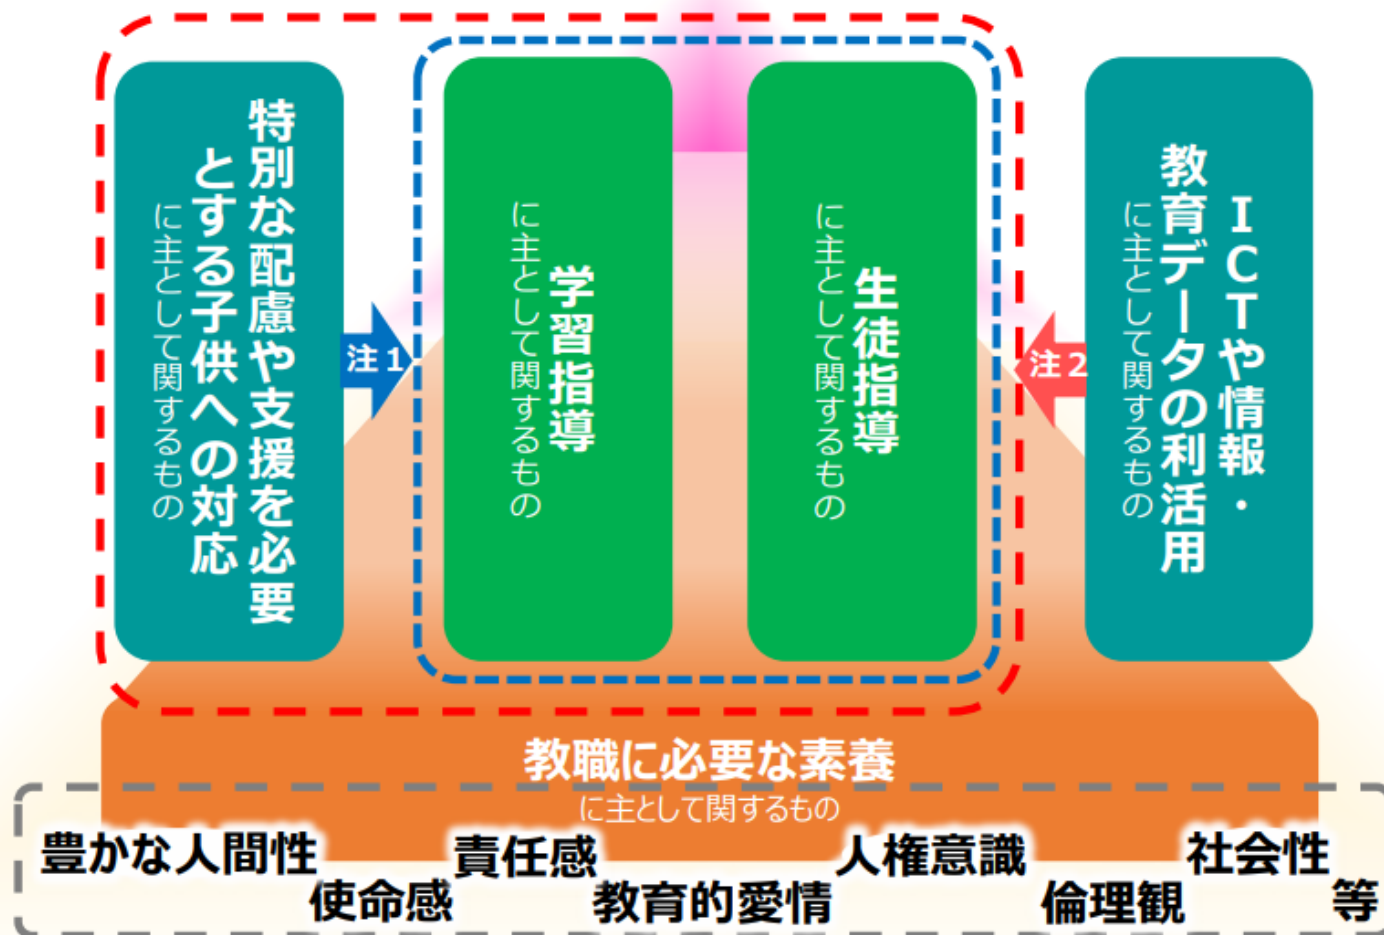 特別な配慮や支援を必要
とする子供への対応
に主として関するもの
注１
学習指導
に主として関するもの
生徒指導
に主として関するもの
注２
ＩＣＴや情報・
教育データの利活用
に主として関するもの
教職に必要な素養
に主として関するもの
豊かな人間性
使命感
責任感
教育的愛情
人権意識
倫理観
社会性
等